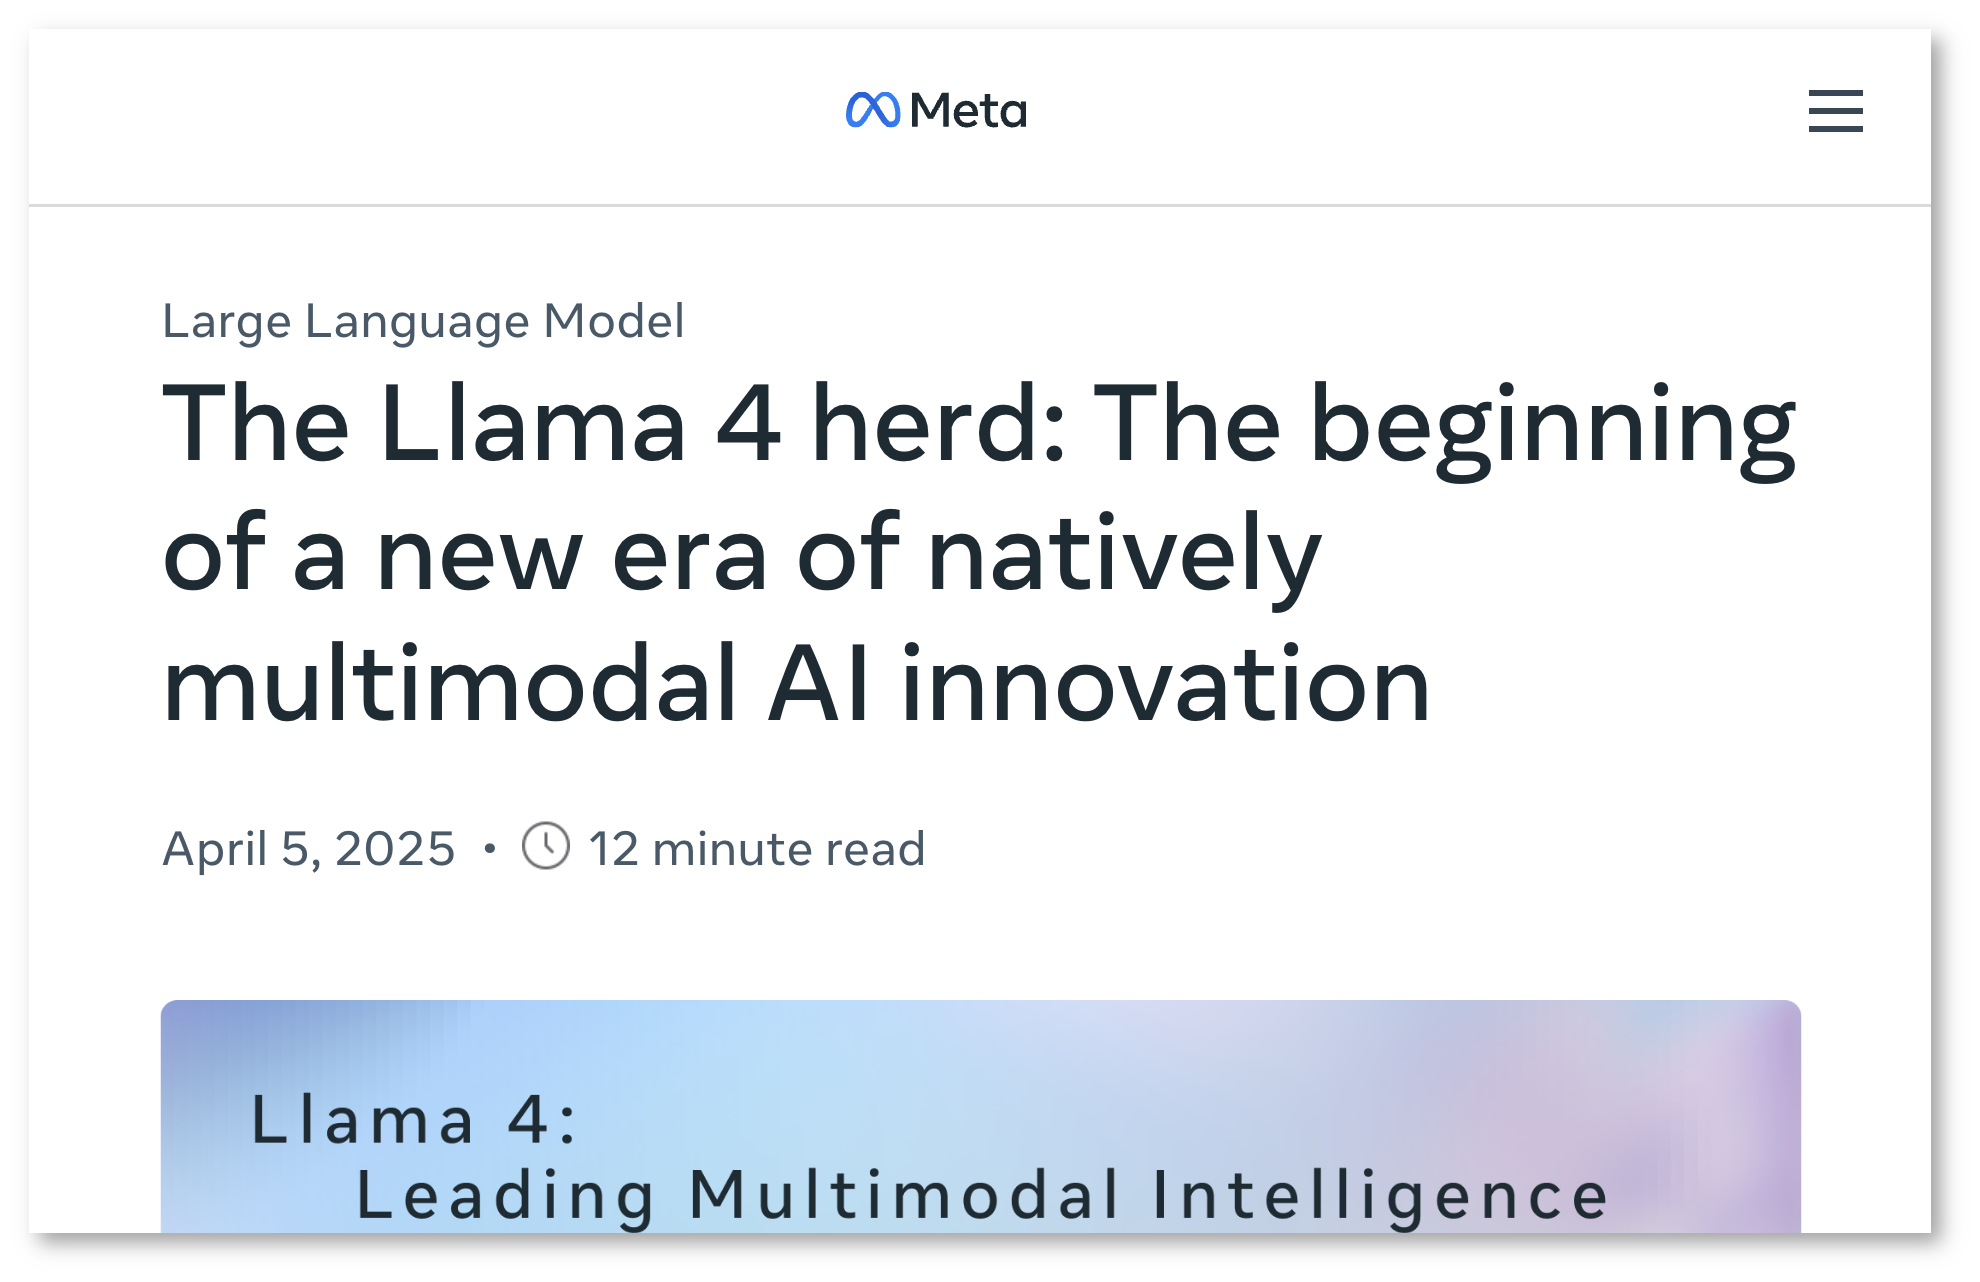 Meta
Large Language Model
The Llama 4 herd: The beginning
of a new era of natively
multimodal AI innovation
April 5, 2025 • 12 minute read
Llama 4:
Leading Multimodal Intelligence